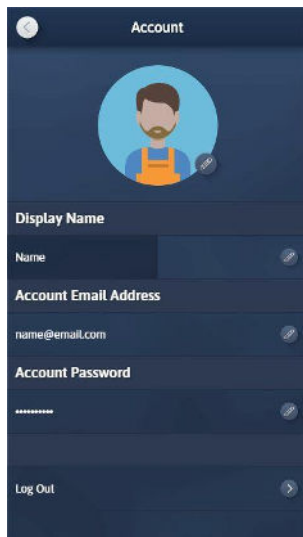 Account
Display Name
Name
Account Email Address
name@email.com
Account Password
••••••••••
Log Out